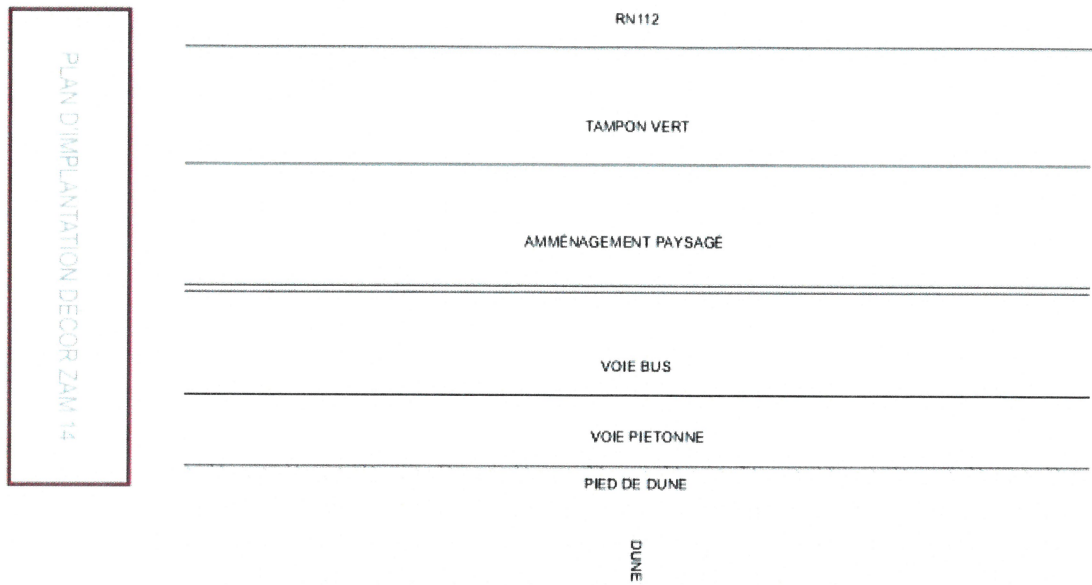 PLAN D'IMPLANTATION DECOR ZAM 14
RN112
TAMPON VERT
AMMÉNAGEMENT PAYSAGÉ
VOIE BUS
VOIE PIETONNE
PIED DE DUNE
DUNE